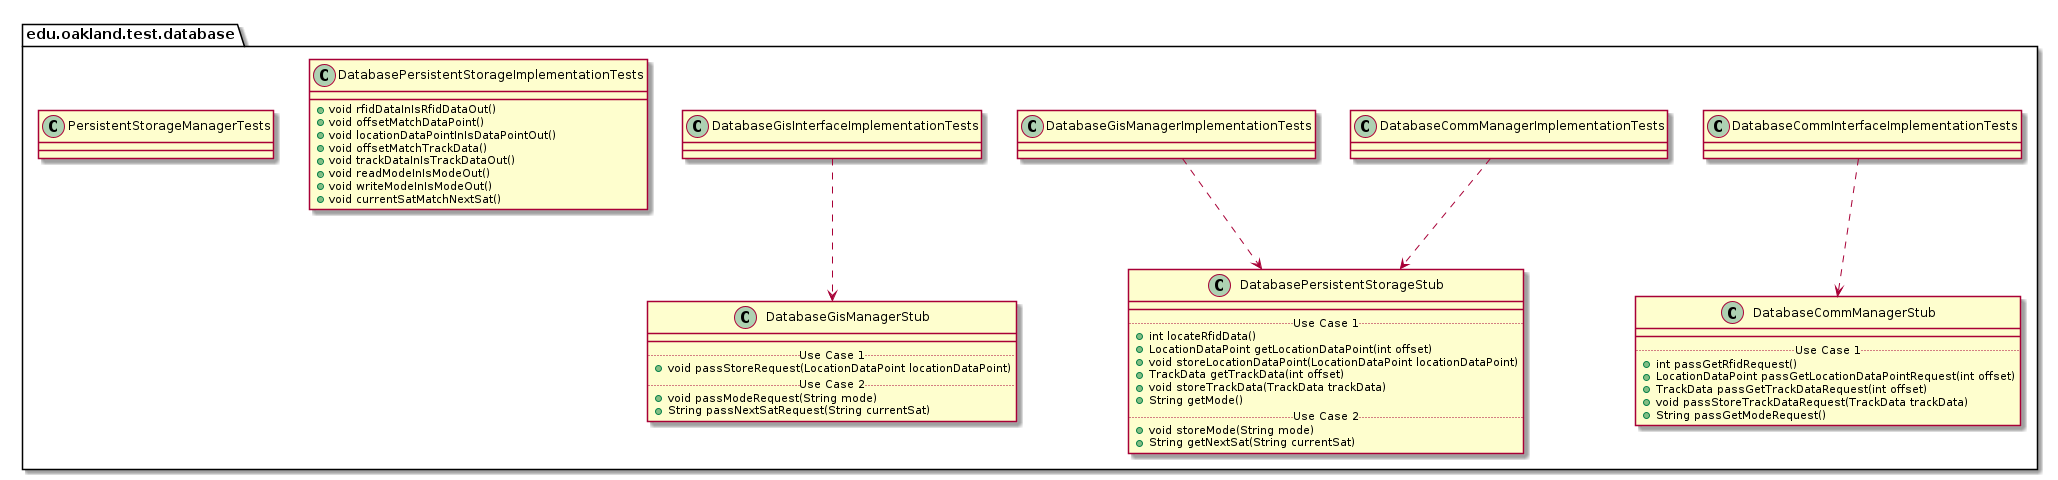 edu.oakland.test.database
C PersistentStorageManagerTests
C DatabasePersistentStorageImplementationTests
void rfidDataInIsRfidDataOut()
void offsetMatchDataPoint()
void locationDataPointInIsDataPointOut()
void offsetMatchTrackData()
void trackDataInIsTrackDataOut()
void readModeInIsModeOut()
void writeModeInIsModeOut()
void currentSatMatchNextSat()
C DatabaseGisInterfaceImplementationTests
C DatabaseGisManagerImplementationTests
C DatabaseCommManagerImplementationTests
C DatabaseCommInterfaceImplementationTests
C DatabaseGisManagerStub
Use Case 1
void passStoreRequest(LocationDataPoint locationDataPoint)
Use Case 2
void passModeRequest(String mode)
String passNextSatRequest(String currentSat)
C DatabasePersistentStorageStub
Use Case 1
int locateRfidData()
LocationDataPoint getLocationDataPoint(int offset)
void storeLocationDataPoint(LocationDataPoint locationDataPoint)
TrackData getTrackData(int offset)
void storeTrackData(TrackData trackData)
String getMode()
Use Case 2
void storeMode(String mode)
String getNextSat(String currentSat)
C DatabaseCommManagerStub
Use Case 1
int passGetRfidRequest()
LocationDataPoint passGetLocationDataPointRequest(int offset)
TrackData passGetTrackDataRequest(int offset)
void passStoreTrackDataRequest(TrackData trackData)
String passGetModeRequest()